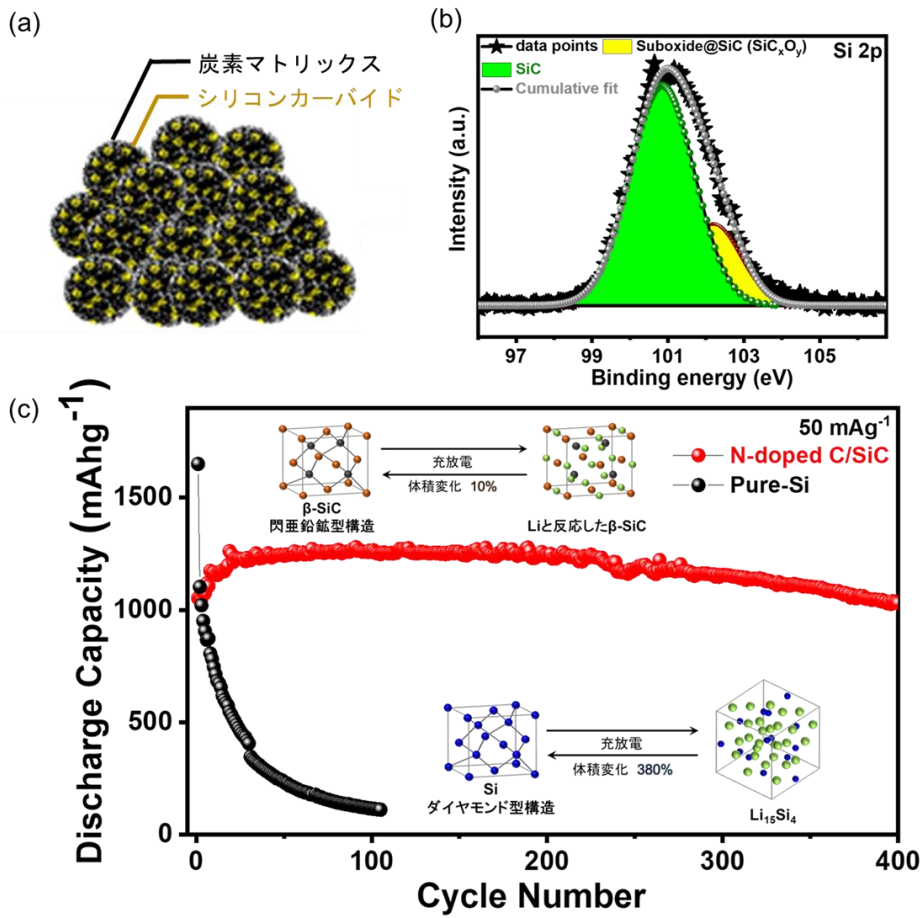 (a)
炭素マトリックス
シリコンカーバイド
(b)
data points Suboxide@SiC (SiCxOy) Si 2p
SiC
Cumulative fit
Intensity (a.u.)
97 99 101 103 105
Binding energy (eV)
(c)
Discharge Capacity (mAhg-1)
1500
1000
500
0
50 mAg-1
N-doped C/SiC
Pure-Si
充放電
体積変化 10%
β-SiC
閃亜鉛鉱型構造
Liと反応したβ-SiC
充放電
体積変化 380%
Si
ダイヤモンド型構造
Li15Si4
0 100 200 300 400
Cycle Number